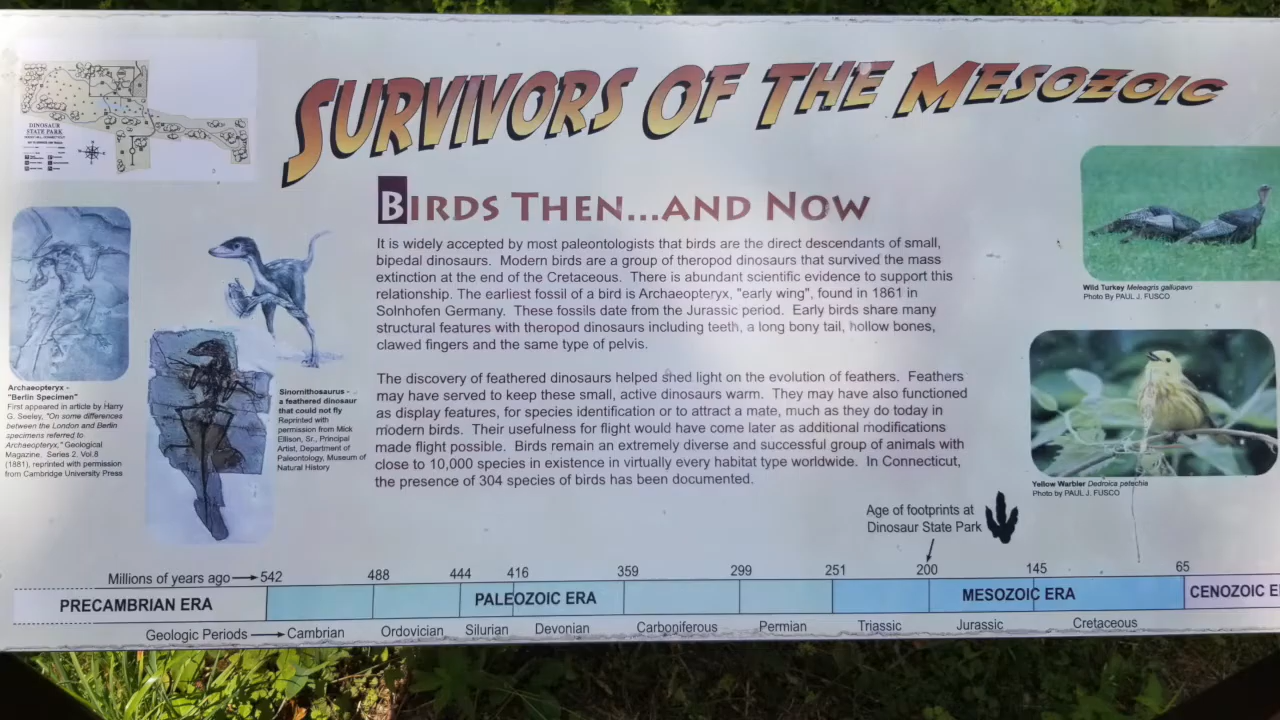 SURVIVORS OF THE MESOZOIC
DINOSAUR
STATE PARK
BIRDS THEN...AND NOW
It is widely accepted by most paleontologists that birds are the direct descendants of small,
bipedal dinosaurs. Modern birds are a group of theropod dinosaurs that survived the mass
extinction at the end of the Cretaceous. There is abundant scientific evidence to support this
relationship. The earliest fossil of a bird is Archaeopteryx, "early wing", found in 1861 in
Solnhofen Germany. These fossils date from the Jurassic period. Early birds share many
structural features with theropod dinosaurs including teeth, a long bony tail, hollow bones,
clawed fingers and the same type of pelvis.
The discovery of feathered dinosaurs helped shed light on the evolution of feathers. Feathers
may have served to keep these small, active dinosaurs warm. They may have also functioned
as display features, for species identification or to attract a mate, much as they do today in
modern birds. Their usefulness for flight would have come later as additional modifications
made flight possible. Birds remain an extremely diverse and successful group of animals with
close to 10,000 species in existence in virtually every habitat type worldwide. In Connecticut,
the presence of 304 species of birds has been documented.
Archaeopteryx -
"Berlin Specimen"
First appeared in article by Harry
G. Seeley, "On some differences
between the London and Berlin
specimens referred to
Archaeopteryx," Geological
Magazine, Series 2, Vol.8
(1881), reprinted with permission
from Cambridge University Press
Sinornithosaurus -
a feathered dinosaur
that could not fly
Reprinted with
permission from Mick
Ellison, Sr., Principal
Artist, Department of
Paleontology, Museum of
Natural History
Wild Turkey Meleagris gallupavo
Photo By PAUL J. FUSCO
Yellow Warbler Dedroica petechia
Photo by PAUL J. FUSCO
Age of footprints at
Dinosaur State Park
Millions of years ago 542 488 444 416 359 299 251 200 145 65
PRECAMBRIAN ERA PALEOZOIC ERA MESOZOIC ERA CENOZOIC E
Geologic Periods Cambrian Ordovician Silurian Devonian Carboniferous Permian Triassic Jurassic Cretaceous